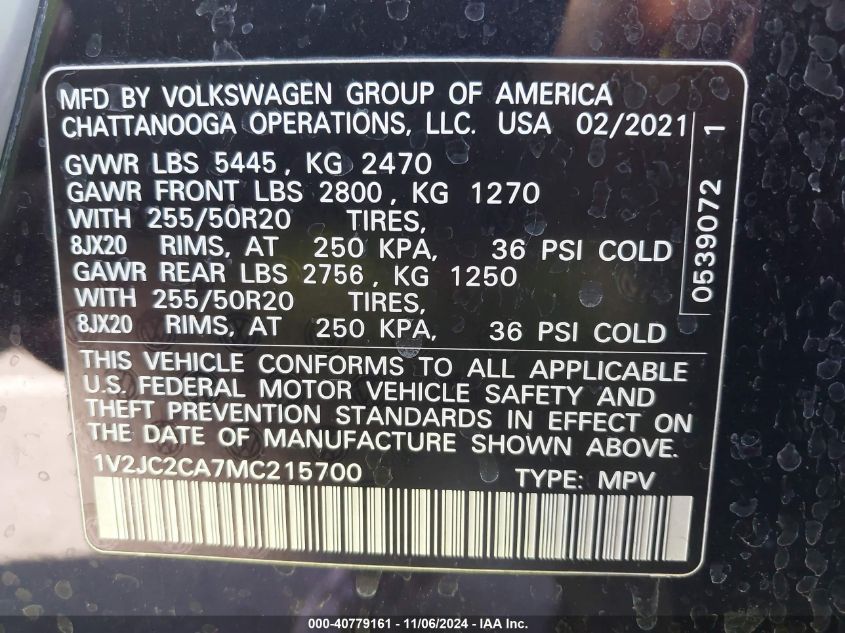 MFD BY VOLKSWAGEN GROUP OF AMERICA
CHATTANOOGA OPERATIONS, LLC. USA 02/2021
GVWR LBS 5445, KG 2470
GAWR FRONT LBS 2800, KG 1270
WITH 255/50R20 TIRES,
8JX20 RIMS, AT 250 KPA, 36 PSI COLD
GAWR REAR LBS 2756, KG 1250
WITH 255/50R20 TIRES,
8JX20 RIMS, AT 250 KPA, 36 PSI COLD
0539072 1
THIS VEHICLE CONFORMS TO ALL APPLICABLE
U.S. FEDERAL MOTOR VEHICLE SAFETY AND
THEFT PREVENTION STANDARDS IN EFFECT ON
THE DATE OF MANUFACTURE SHOWN ABOVE.
1V2JC2CA7MC215700 TYPE: MPV
000-40779161 - 11/06/2024 - IAA Inc.